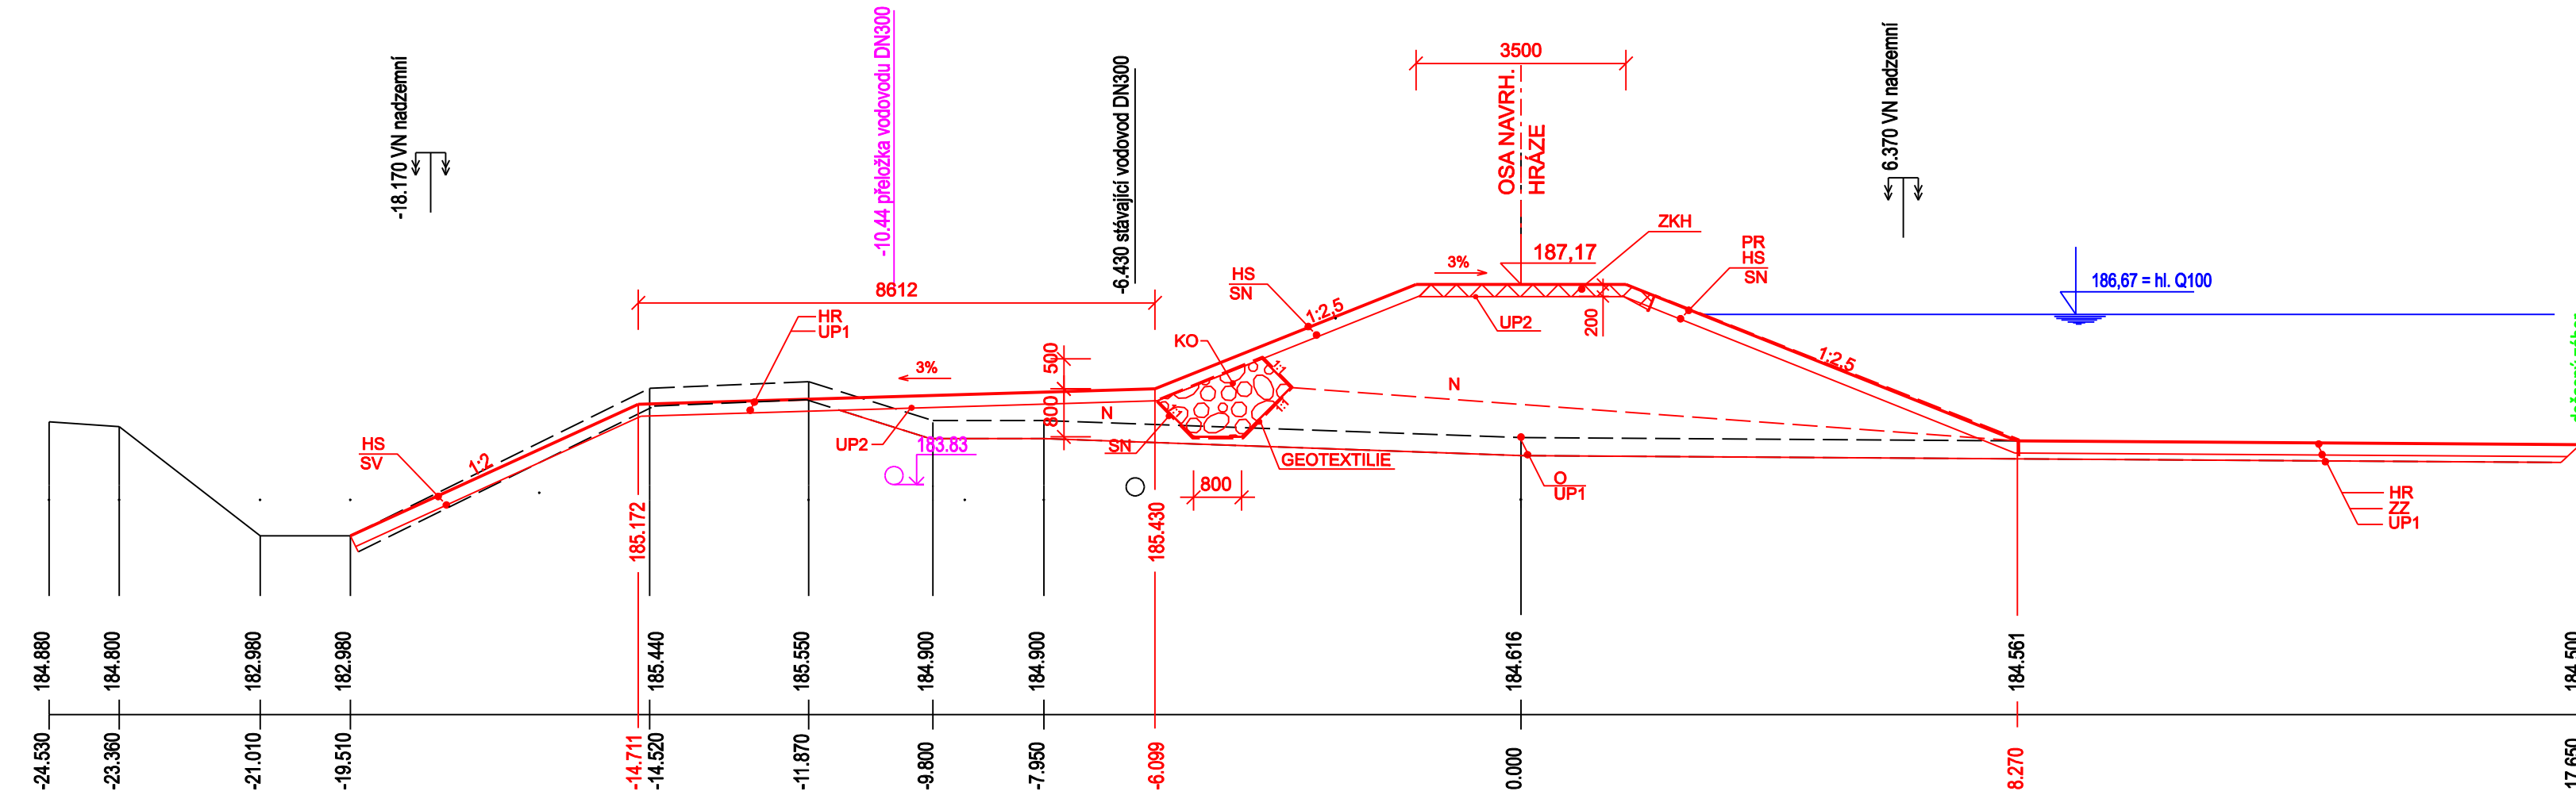 -18.170 VN nadzemní
-10.44 přeložka vodovodu DN300
-6.430 stávající vodovod DN300
3500
OSA NAVRH.
HRÁZE
6.370 VN nadzemní
ZKH
PR
HS
SN
187,17
3%
HS
SN
1:2,5
186,67 = hl. Q100
8612
HR
UP1
UP2
200
KO
500
3%
1:1
1:2,5
N
800
N
1:1
1:1
UP2
SN
183.83
HS
SV
1:2
GEOTEXTILIE
800
O
UP1
HR
ZZ
UP1
185.172
185.430
184.880
184.800
182.980
182.980
185.440
185.550
184.900
184.900
184.616
184.561
184.500
-24.530
-23.360
-21.010
-19.510
-14.711
-14.520
-11.870
-9.800
-7.950
-6.099
0.000
8.270
17.650